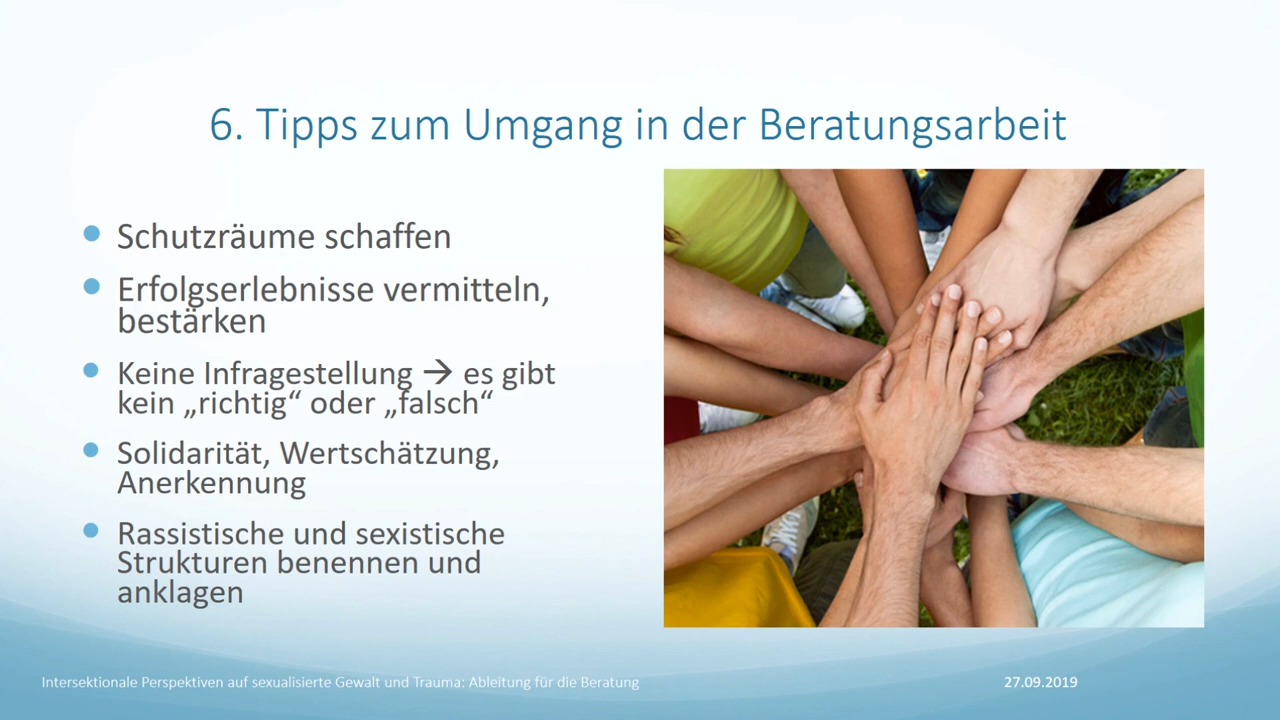 6. Tipps zum Umgang in der Beratungsarbeit
• Schutzräume schaffen
• Erfolgserlebnisse vermitteln,
bestärken
• Keine Infragestellung → es gibt
kein „richtig“ oder „falsch“
• Solidarität, Wertschätzung,
Anerkennung
• Rassistische und sexistische
Strukturen benennen und
anklagen
Intersektionale Perspektiven auf sexualisierte Gewalt und Trauma: Ableitung für die Beratung
27.09.2019